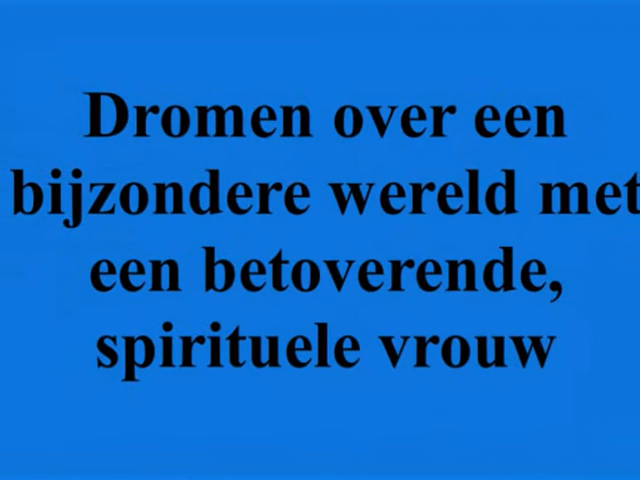 Dromen over een
bijzondere wereld met
een betoverende,
spirituele vrouw